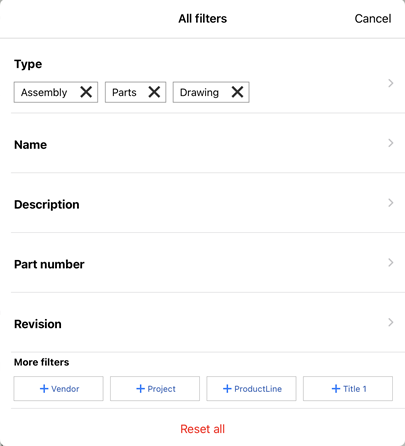 All filters Cancel
Type
Assembly Parts Drawing
Name
Description
Part number
Revision
More filters
+ Vendor + Project + ProductLine + Title 1
Reset all